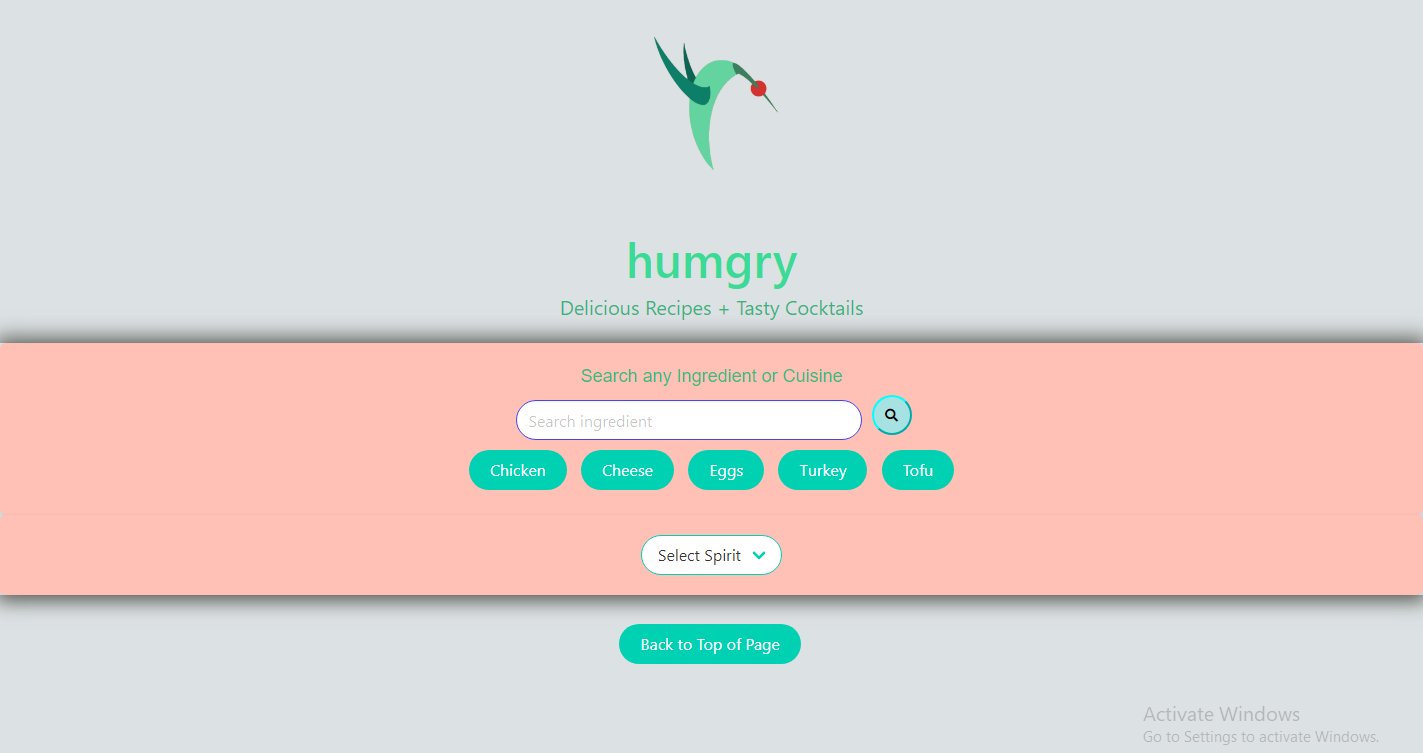 humgry
Delicious Recipes + Tasty Cocktails
Search any Ingredient or Cuisine
Search ingredient
Chicken Cheese Eggs Turkey Tofu
Select Spirit
Back to Top of Page
Activate Windows
Go to Settings to activate Windows.